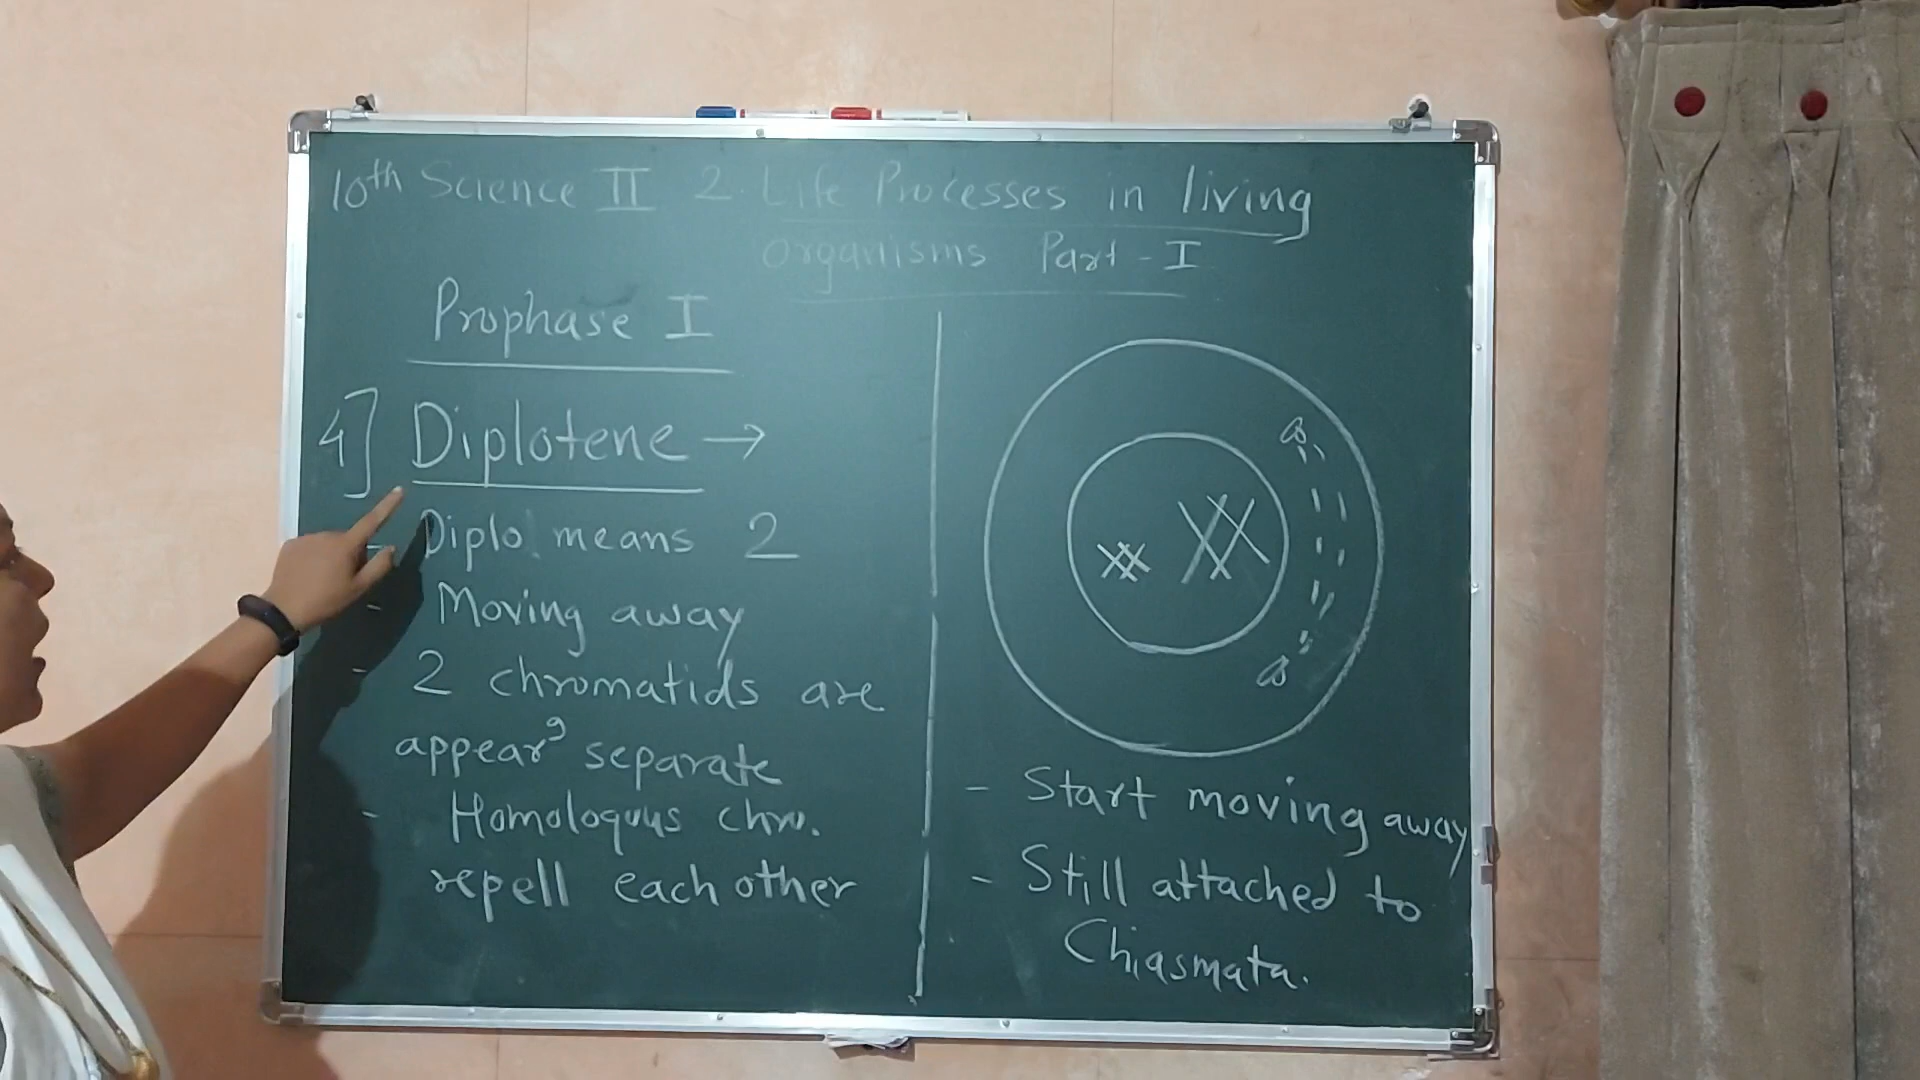 10th Science II 2. Life Processes in living
organisms Part - I
Prophase I
4] Diplotene →
- Diplo means 2
- Moving away
- 2 chromatids are
appear, separate
- Homologous chro.
repell each other
- Start moving away
- Still attached to
Chiasmata.